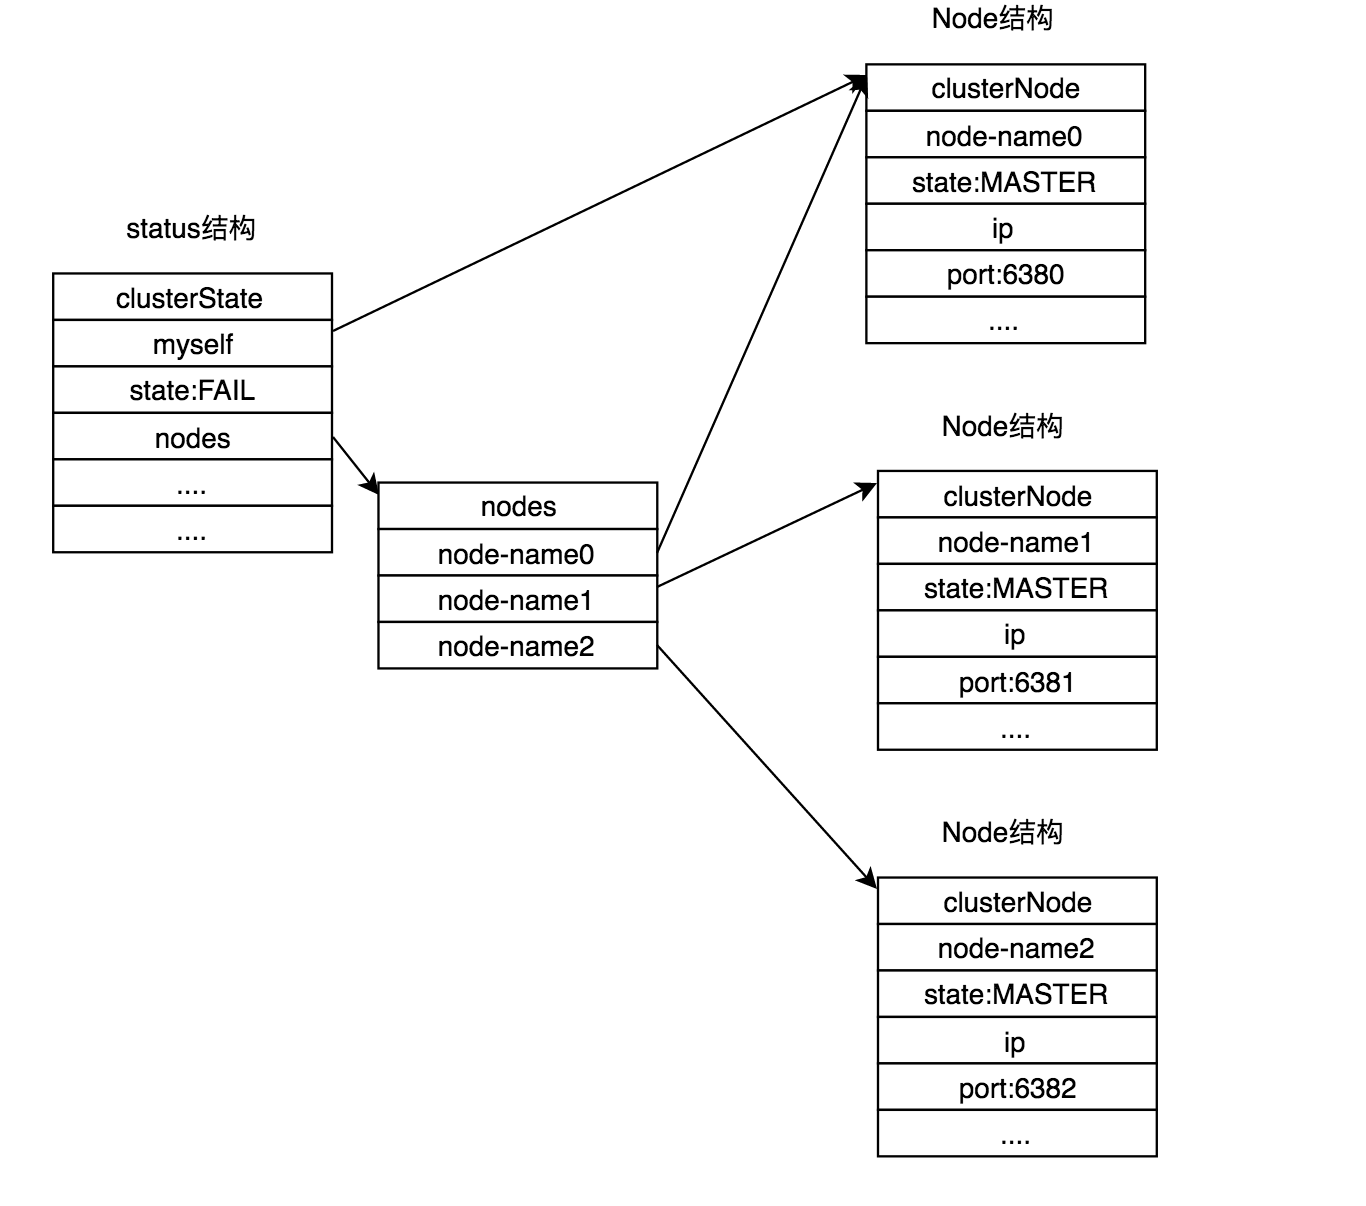 status结构
clusterState
myself
state:FAIL
nodes
....
....
nodes
node-name0
node-name1
node-name2
Node结构
clusterNode
node-name0
state:MASTER
ip
port:6380
....
Node结构
clusterNode
node-name1
state:MASTER
ip
port:6381
....
Node结构
clusterNode
node-name2
state:MASTER
ip
port:6382
....